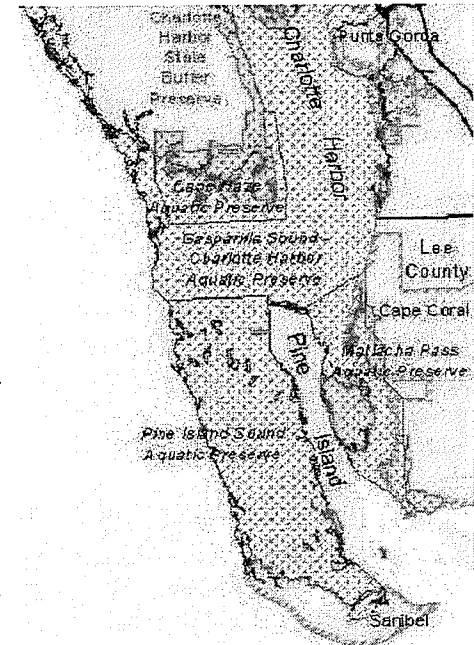 Charlotte
Harbor
State
Buffer
Preserve
Charlotte
Harbor
Punta Gorda
Cape Haze
Aquatic Preserve
Gasparilla Sound -
Charlotte Harbor
Aquatic Preserve
Lee
County
Cape Coral
Pine
Island
Matlacha Pass
Aquatic Preserve
Pine Island Sound
Aquatic Preserve
Sanibel